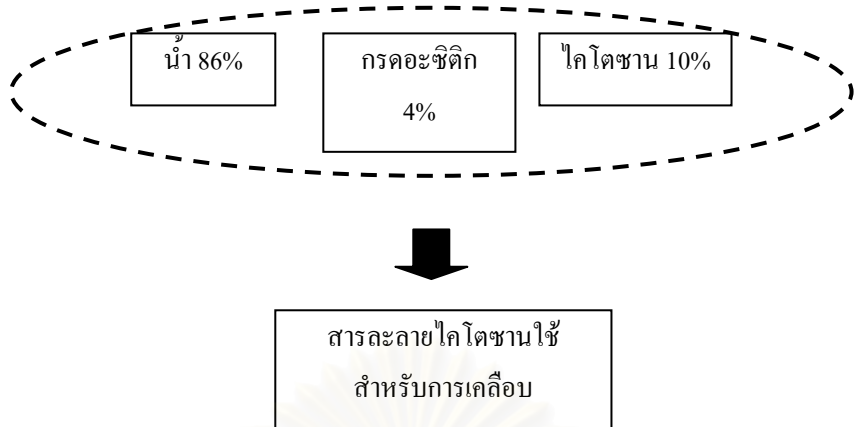 น้ำ 86%
กรดอะซิติก
4%
ไคโตซาน 10%
สารละลายไคโตซานใช้
สำหรับการเคลือบ